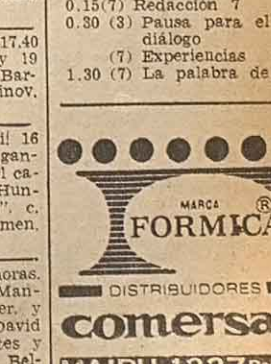 17.40
y 19
Bar-
inov,
16
gan-
l ca-
Hun-
", c.
men,
horas.
Man-
er, y
David
tes y
Bel-
0.15 (7) Redacción 7
0.30 (3) Pausa para el
diálogo
(7) Experiencias
1.30 (7) La palabra de
MARCA ®
FORMICA
DISTRIBUIDORES
comersa